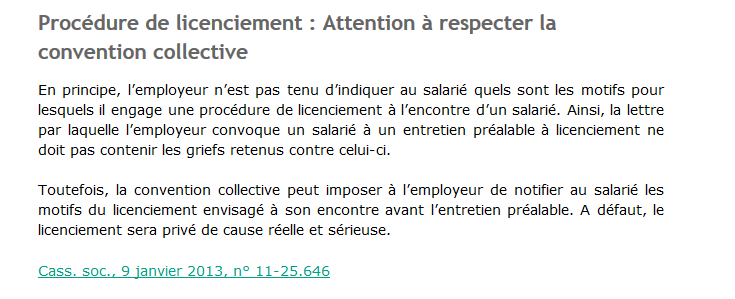 Procédure de licenciement : Attention à respecter la
convention collective
En principe, l’employeur n’est pas tenu d’indiquer au salarié quels sont les motifs pour
lesquels il engage une procédure de licenciement à l’encontre d’un salarié. Ainsi, la lettre
par laquelle l’employeur convoque un salarié à un entretien préalable à licenciement ne
doit pas contenir les griefs retenus contre celui-ci.
Toutefois, la convention collective peut imposer à l’employeur de notifier au salarié les
motifs du licenciement envisagé à son encontre avant l’entretien préalable. A défaut, le
licenciement sera privé de cause réelle et sérieuse.
Cass. soc., 9 janvier 2013, n° 11-25.646